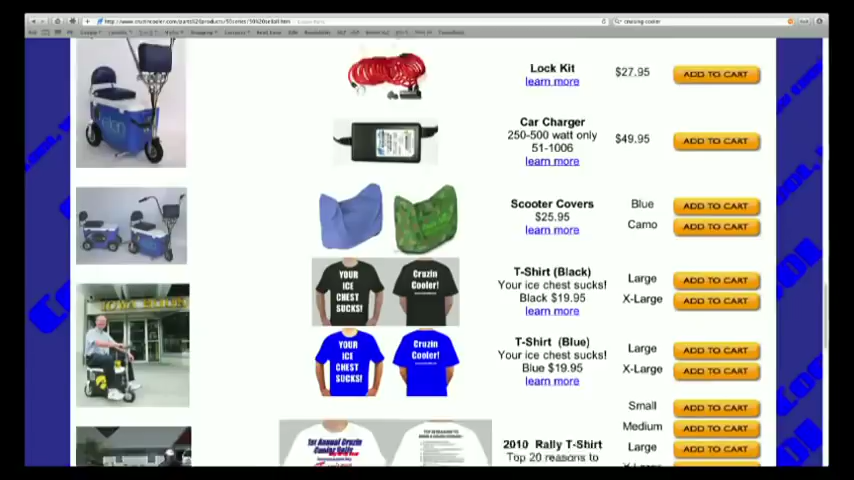 cruising cooler
Lock Kit
learn more
$27.95
ADD TO CART
Car Charger
250-500 watt only
51-1006
learn more
$49.95
ADD TO CART
Scooter Covers
$25.95
learn more
Blue
ADD TO CART
Camo
ADD TO CART
YOUR
ICE
CHEST
SUCKS!
Cruzin
Cooler!
T-Shirt (Black)
Your ice chest sucks!
Black $19.95
learn more
Large
ADD TO CART
X-Large
ADD TO CART
YOUR
ICE
CHEST
SUCKS!
Cruzin
Cooler!
T-Shirt (Blue)
Your ice chest sucks!
Blue $19.95
learn more
Large
ADD TO CART
X-Large
ADD TO CART
Small
ADD TO CART
Medium
ADD TO CART
1st Annual Cruzin
Cooler Rally
2010 Rally T-Shirt
Top 20 reasons to
Large
ADD TO CART